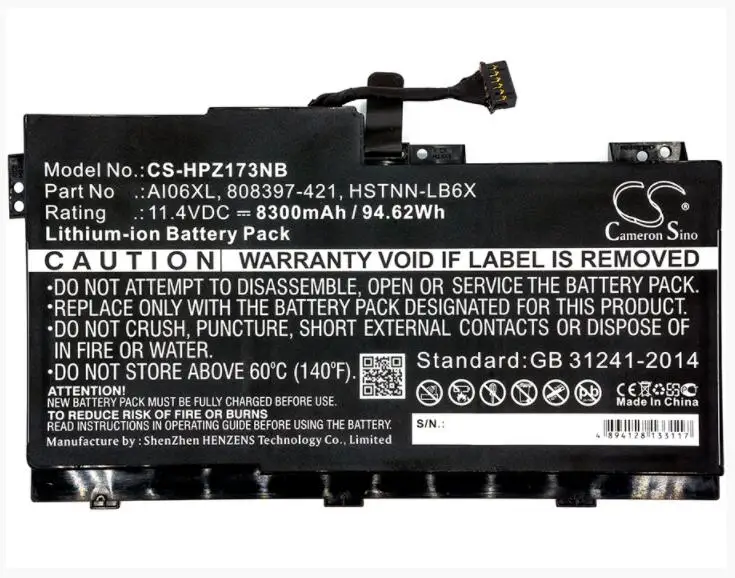 Model No.:CS-HPZ173NB
Part No .:AI06XL, 808397-421, HSTNN-LB6X
Rating .:11.4VDC ⎓ 8300mAh / 94.62Wh
Lithium-ion Battery Pack
CS ®
Cameron Sino
CAUTION WARRANTY VOID IF LABEL IS REMOVED
•DO NOT ATTEMPT TO DISASSEMBLE, OPEN OR SERVICE THE BATTERY PACK.
•REPLACE ONLY WITH THE BATTERY PACK DESIGNATED FOR THIS PRODUCT.
•DO NOT CRUSH, PUNCTURE, SHORT EXTERNAL CONTACTS OR DISPOSE OF
IN FIRE OR WATER.
•DO NOT STORE ABOVE 60℃ (140℉).
Standard:GB 31241-2014
ATTENTION!
NEW BATTERY PACK MUST BE FULLY CHARGED BEFORE USE.
TO REDUCE RISK OF FIRE OR BURNS
READ INSTRUCTIONS IN OPERATING MANUAL BEFORE USING THE BATTERY.
Manufacture by:ShenZhen HENZENS Technology Co., Limited
Pb
CE
Made In China
S/N.:
4 894128 133117